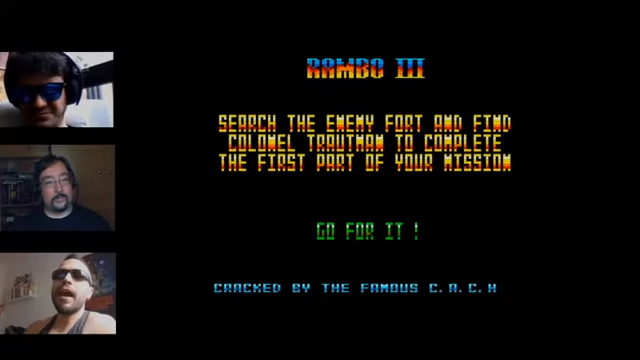 RAMBO III
SEARCH THE ENEMY FORT AND FIND
COLONEL TRAUTMAN TO COMPLETE
THE FIRST PART OF YOUR MISSION
GO FOR IT !
CRACKED BY THE FAMOUS C.A.C.H